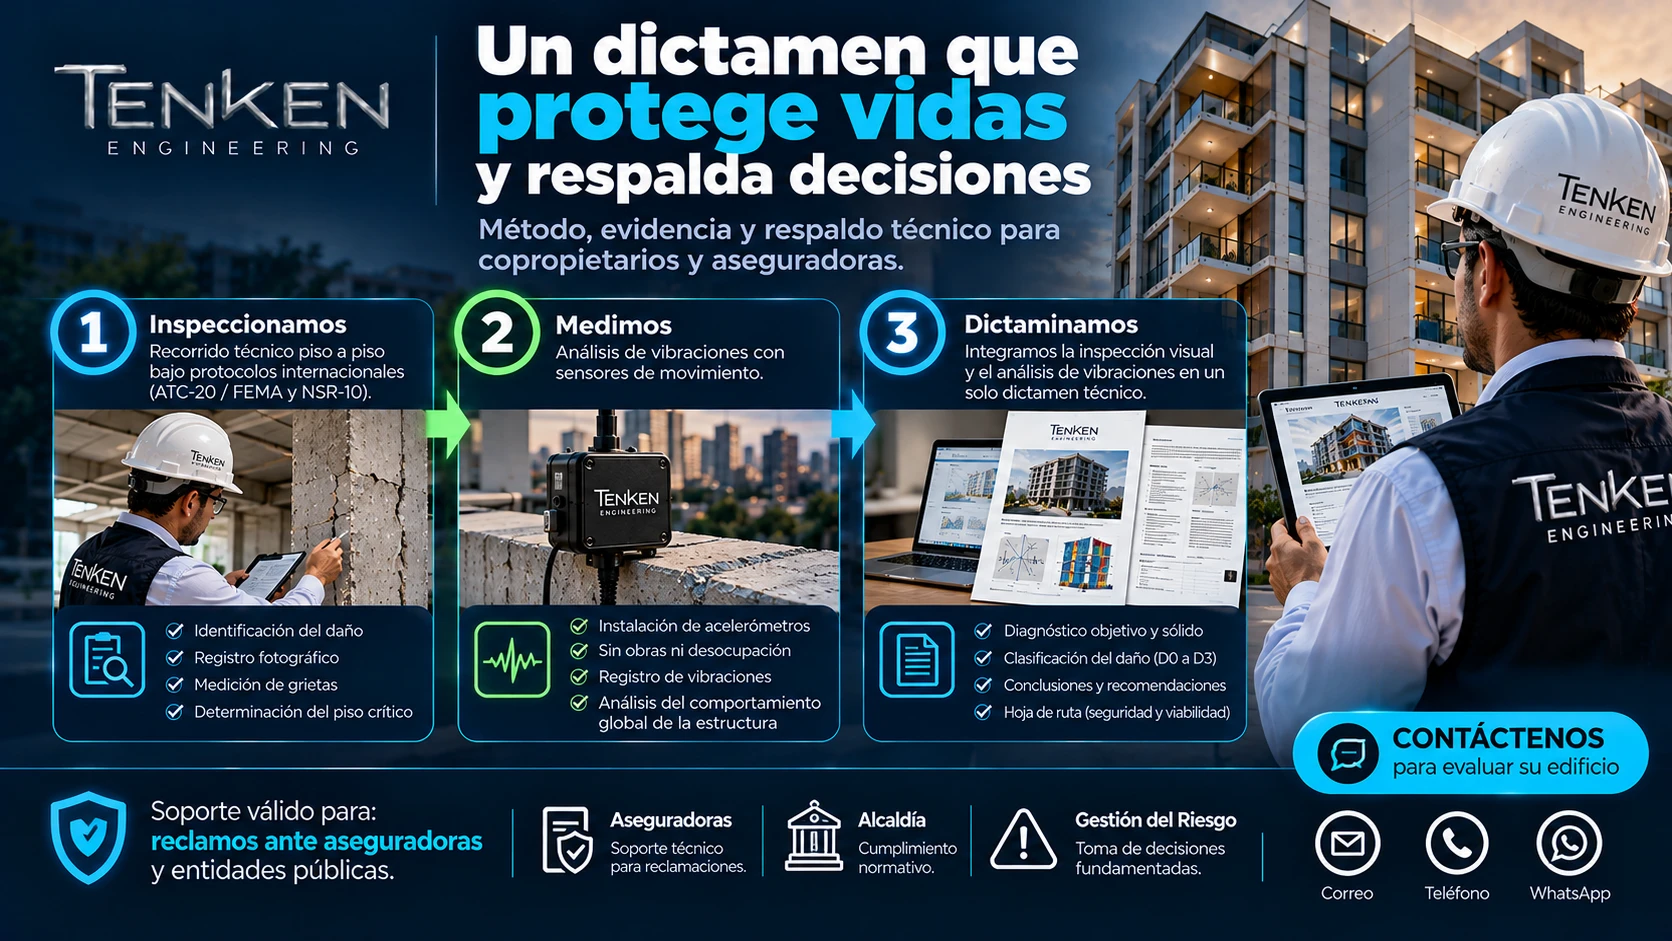 TENKEN
ENGINEERING
Un dictamen que
protege vidas
y respalda decisiones
Método, evidencia y respaldo técnico para
copropietarios y aseguradoras.
TENKEN
ENGINEERING
1
Inspeccionamos
Recorrido técnico piso a piso
bajo protocolos internacionales
(ATC-20 / FEMA y NSR-10).
TENKEN
TENKEN
ENGINEERING
Identificación del daño
Registro fotográfico
Medición de grietas
Determinación del piso crítico
2
Medimos
Análisis de vibraciones con
sensores de movimiento.
TENKEN
ENGINEERING
Instalación de acelerómetros
Sin obras ni desocupación
Registro de vibraciones
Análisis del comportamiento
global de la estructura
3
Dictaminamos
Integramos la inspección visual
y el análisis de vibraciones en un
solo dictamen técnico.
TENKEN
ENGINEERING
Diagnóstico objetivo y sólido
Clasificación del daño (D0 a D3)
Conclusiones y recomendaciones
Hoja de ruta (seguridad y viabilidad)
TENKE
ENGINEERIN
CONTÁCTENOS
para evaluar su edificio
Soporte válido para:
reclamos ante aseguradoras
y entidades públicas.
Aseguradoras
Soporte técnico
para reclamaciones.
Alcaldía
Cumplimiento
normativo.
Gestión del Riesgo
Toma de decisiones
fundamentadas.
Correo
Teléfono
WhatsApp